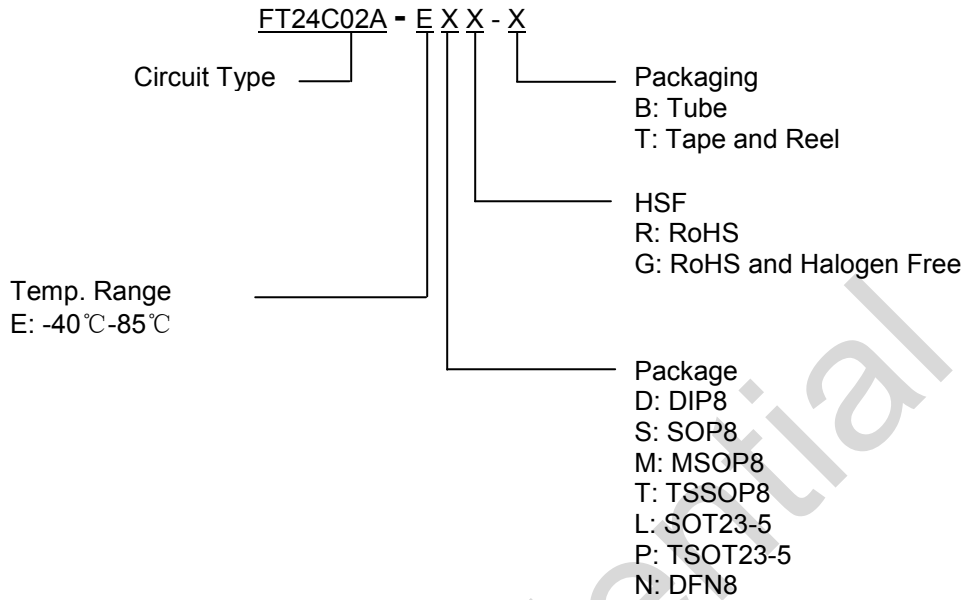 FT24C02A - E X X - X
Circuit Type
Packaging
B: Tube
T: Tape and Reel
HSF
R: RoHS
G: RoHS and Halogen Free
Temp. Range
E: -40℃-85℃
Package
D: DIP8
S: SOP8
M: MSOP8
T: TSSOP8
L: SOT23-5
P: TSOT23-5
N: DFN8
ential